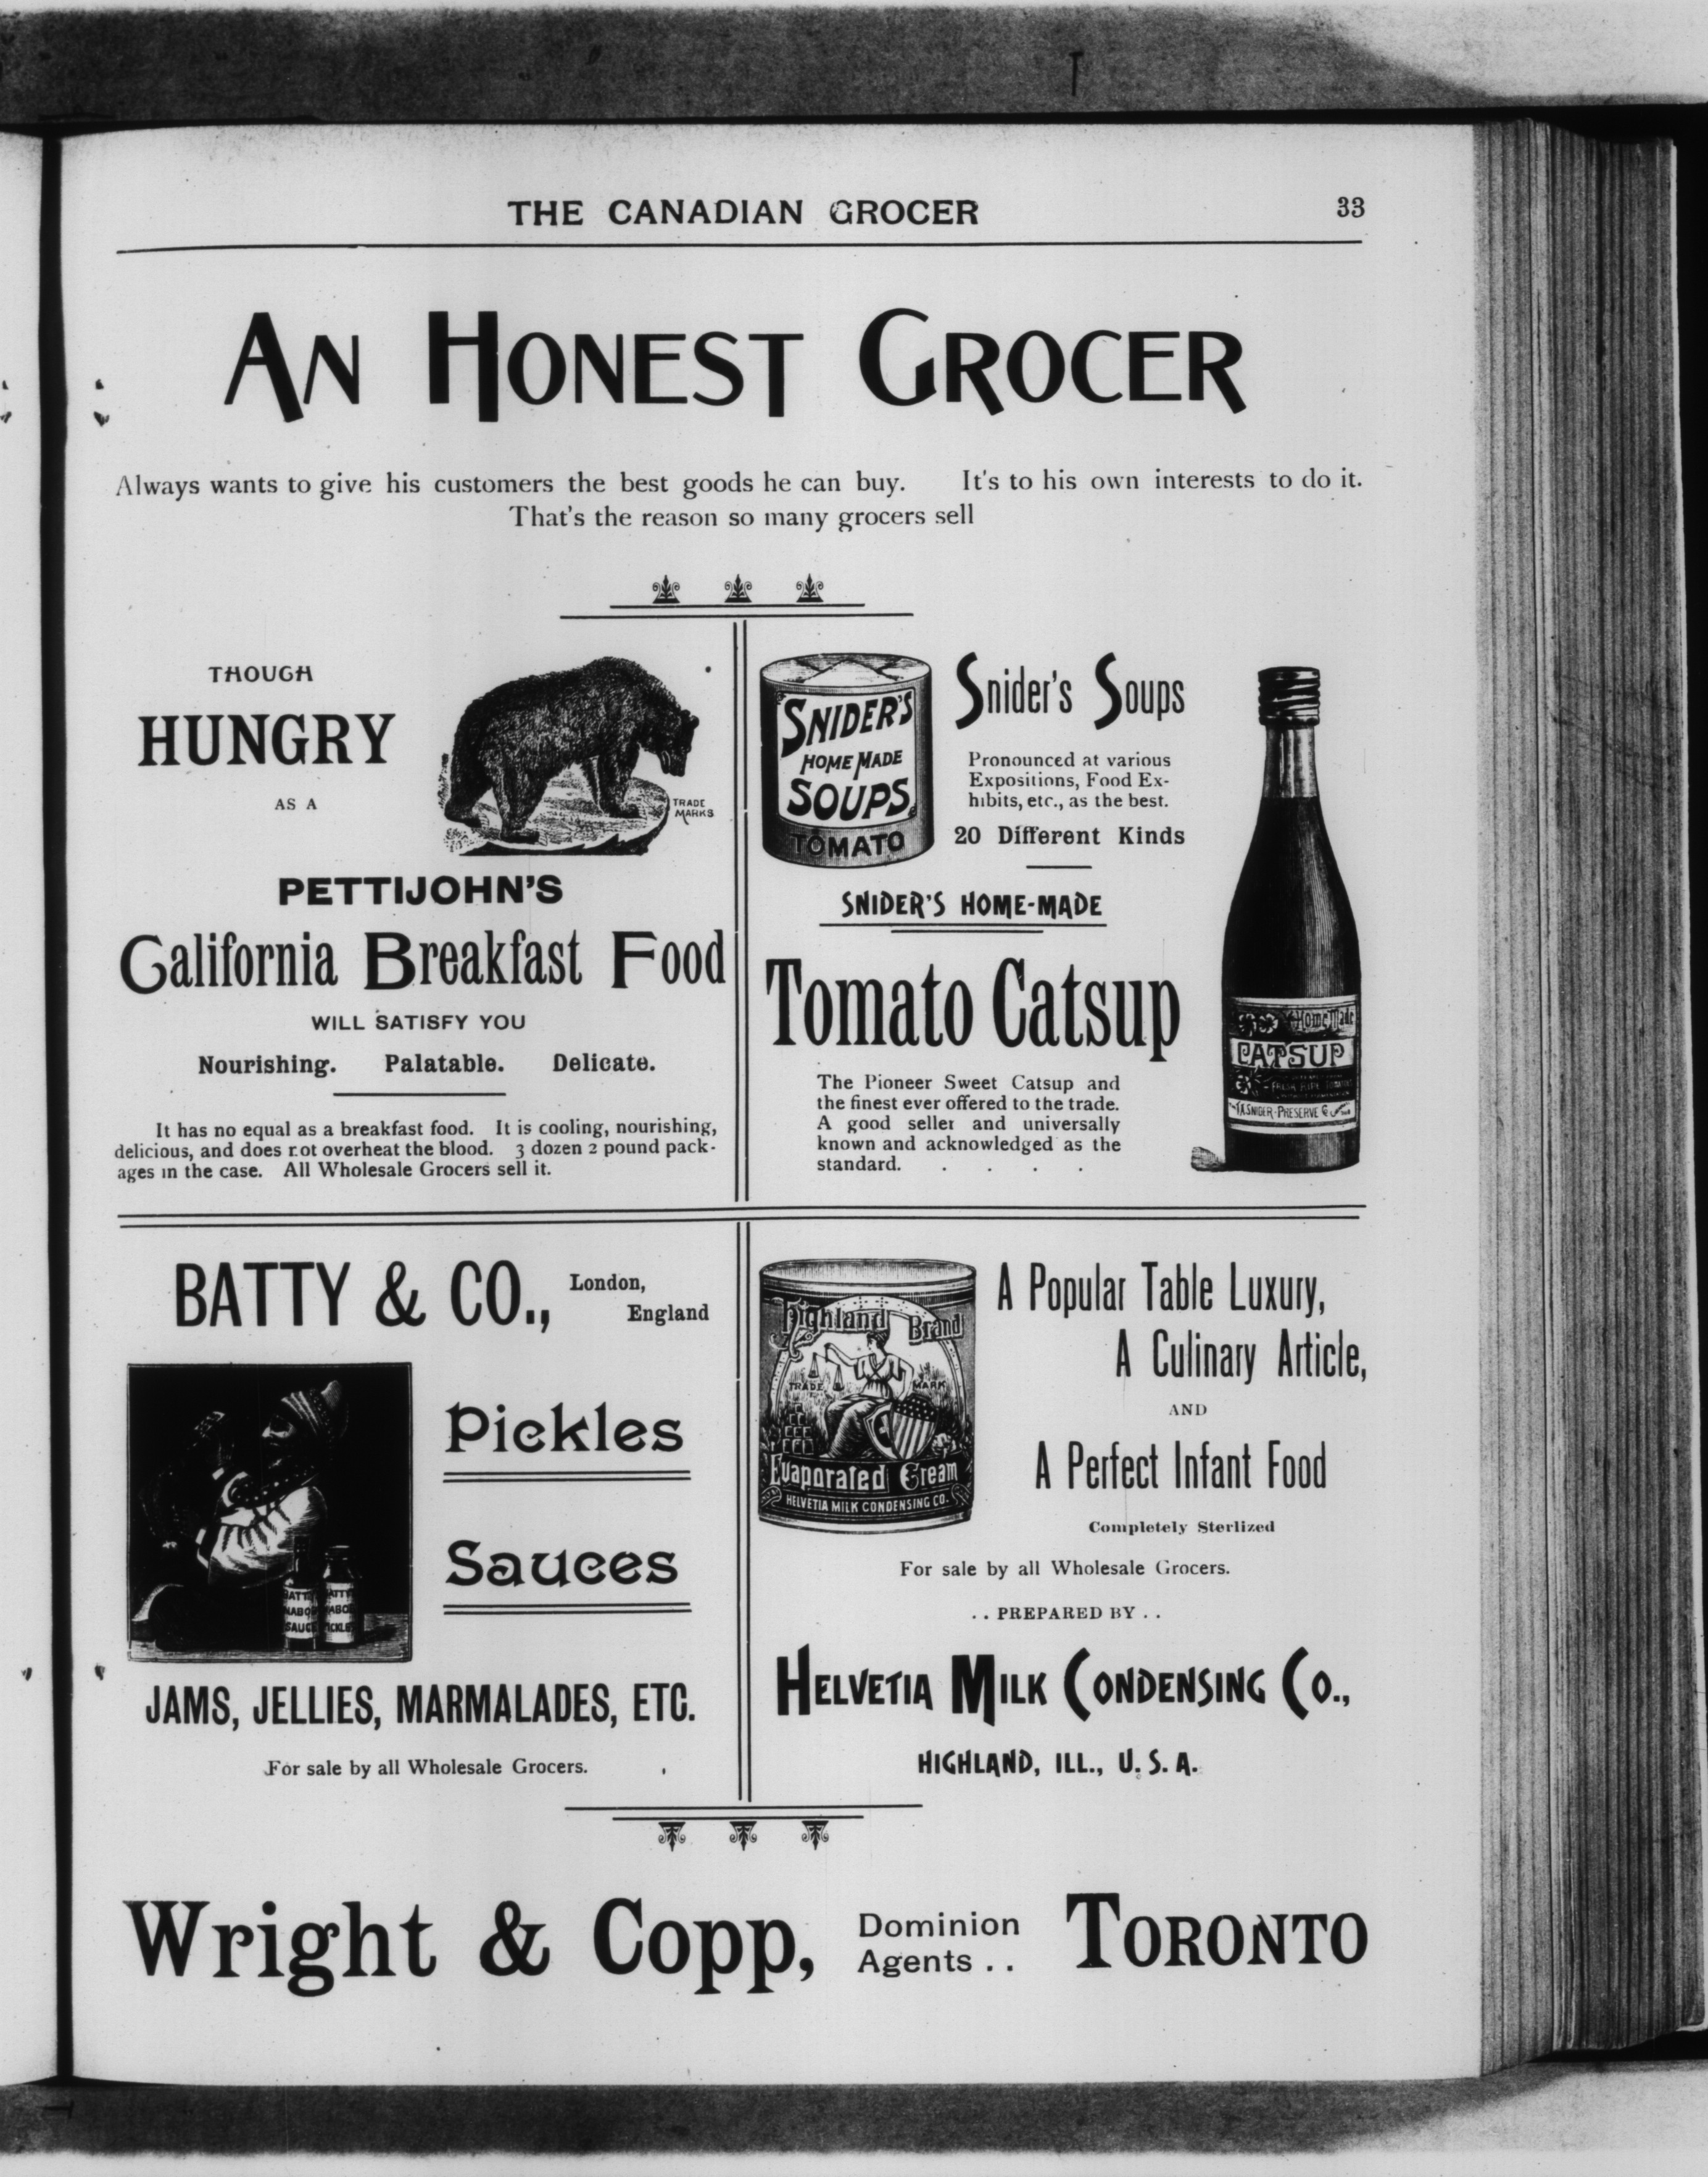 THE CANADIAN GROCER
33
AN HONEST GROCER
Always wants to give his customers the best goods he can buy. It's to his own interests to do it.
That's the reason so many grocers sell
THOUGH
HUNGRY
AS A
TRADE
MARKS
PETTIJOHN'S
California Breakfast Food
WILL SATISFY YOU
Nourishing. Palatable. Delicate.
It has no equal as a breakfast food. It is cooling, nourishing,
delicious, and does not overheat the blood. 3 dozen 2 pound pack-
ages in the case. All Wholesale Grocers sell it.
SNIDER'S
HOME MADE
SOUPS
TOMATO
Snider's Soups
Pronounced at various
Expositions, Food Ex-
hibits, etc., as the best.
20 Different Kinds
SNIDER'S HOME-MADE
Tomato Catsup
The Pioneer Sweet Catsup and
the finest ever offered to the trade.
A good seller and universally
known and acknowledged as the
standard. . . . .
Home Made
CATSUP
T.A. SNIDER PRESERVE Co
BATTY & CO., London,
England
Pickles
Sauces
JAMS, JELLIES, MARMALADES, ETC.
For sale by all Wholesale Grocers.
Highland Brand
TRADE MARK
Evaporated Cream
HELVETIA MILK CONDENSING CO.
A Popular Table Luxury,
A Culinary Article,
AND
A Perfect Infant Food
Completely Sterlized
For sale by all Wholesale Grocers.
. . PREPARED BY . .
HELVETIA MILK CONDENSING CO.,
HIGHLAND, ILL., U. S. A.
Wright & Copp, Dominion
Agents . . TORONTO